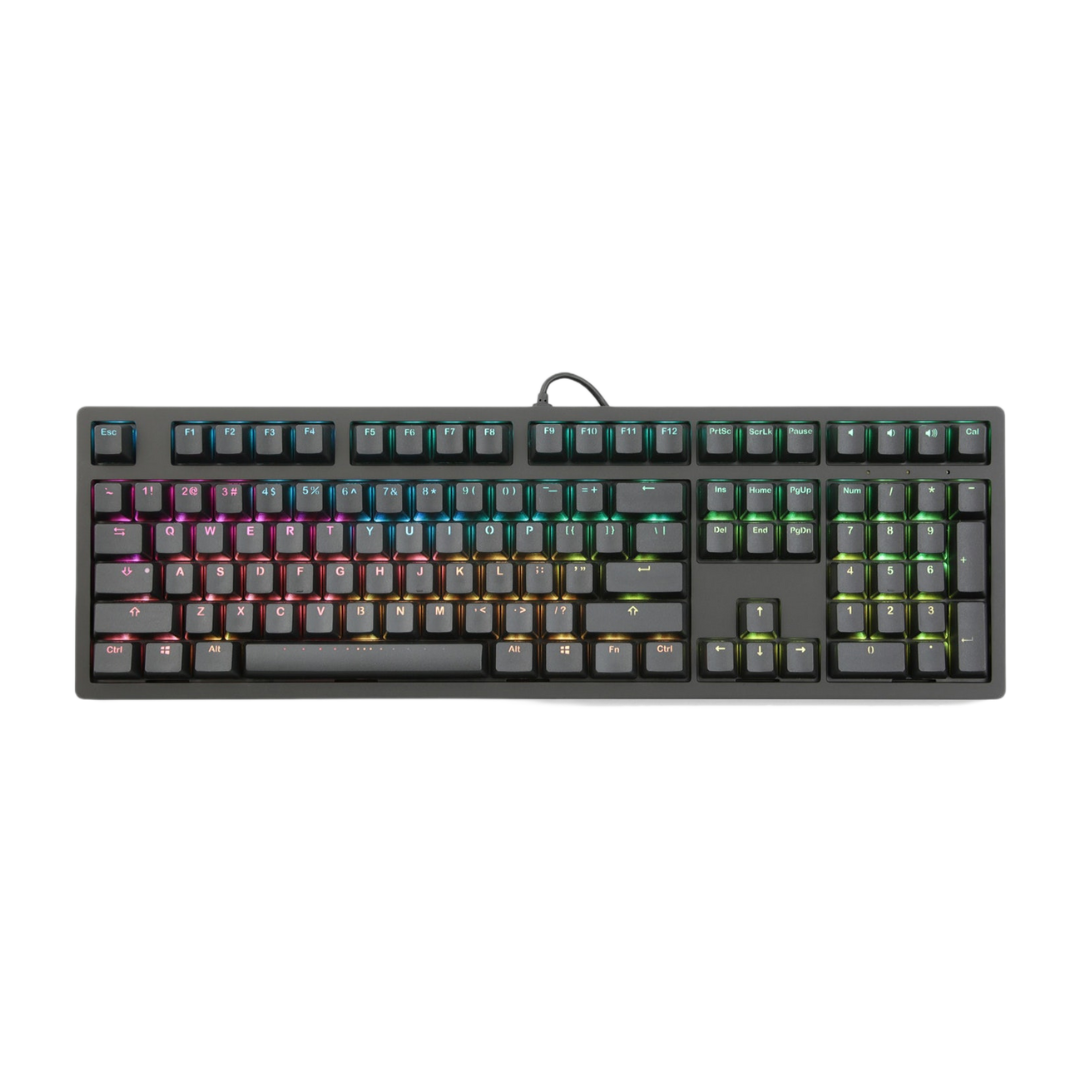 Esc F1 F2 F3 F4 F5 F6 F7 F8 F9 F10 F11 F12 PrtSc ScrLk Pause Cal
`~ 1! 2@ 3# 4$ 5% 6^ 7& 8* 9( 0) -_ =+ ← Ins Home PgUp Num / * -
⇆ Q W E R T Y U I O P [{ ]} \| Del End PgDn 7 8 9 +
A S D F G H J K L ;: '" ↵ 4 5 6
⇧ Z X C V B N M ,< .> /? ⇧ ↑ 1 2 3 ↵
Ctrl Alt Alt Fn Ctrl ← ↓ → 0 .